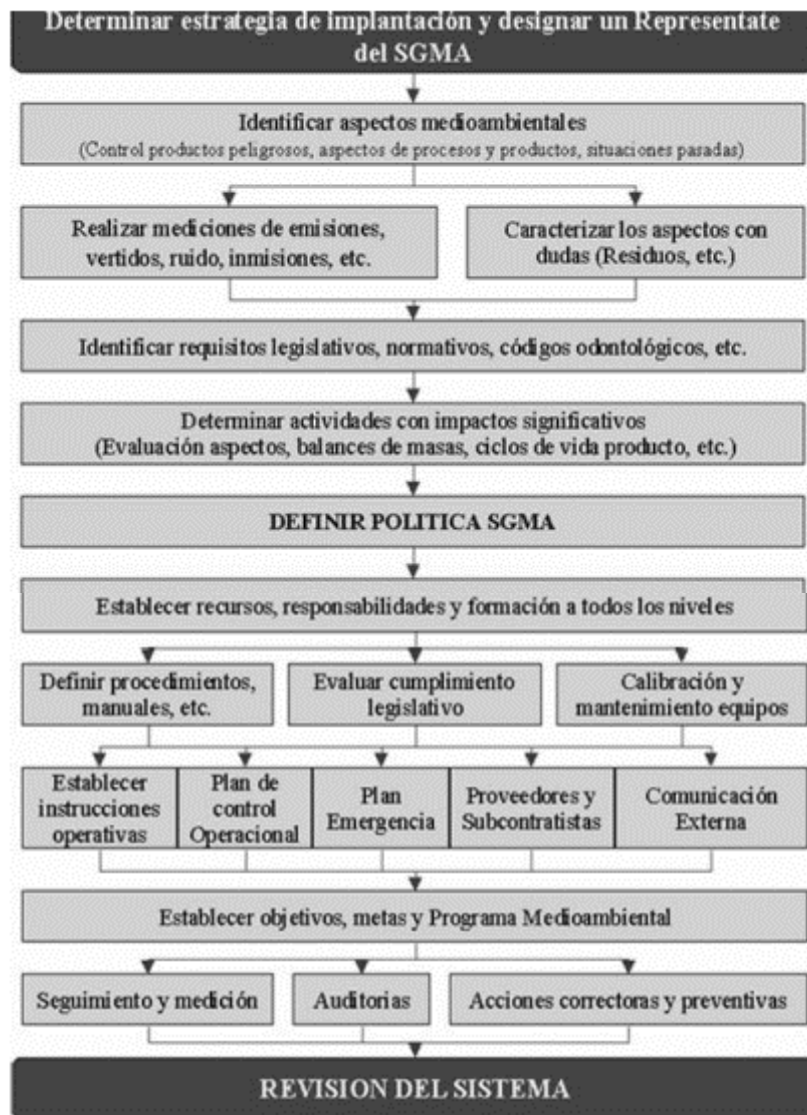 Determinar estrategia de implantación y designar un Represetate
del SGMA
Identificar aspectos medioambientales
(Control productos peligrosos, aspectos de procesos y productos, situaciones pasadas)
Realizar mediciones de emisiones,
vertidos, ruido, inmisiones, etc.
Caracterizar los aspectos con
dudas (Residuos, etc.)
Identificar requisitos legislativos, normativos, códigos odontológicos, etc.
Determinar actividades con impactos significativos
(Evaluación aspectos, balances de masas, ciclos de vida producto, etc.)
DEFINIR POLITICA SGMA
Establecer recursos, responsabilidades y formación a todos los niveles
Definir procedimientos,
manuales, etc.
Evaluar cumplimiento
legislativo
Calibración y
mantenimiento equipos
Establecer
instrucciones
operativas
Plan de
control
Operacional
Plan
Emergencia
Proveedores y
Subcontratistas
Comunicación
Externa
Establecer objetivos, metas y Programa Medioambiental
Seguimiento y medición
Auditorias
Acciones correctoras y preventivas
REVISION DEL SISTEMA